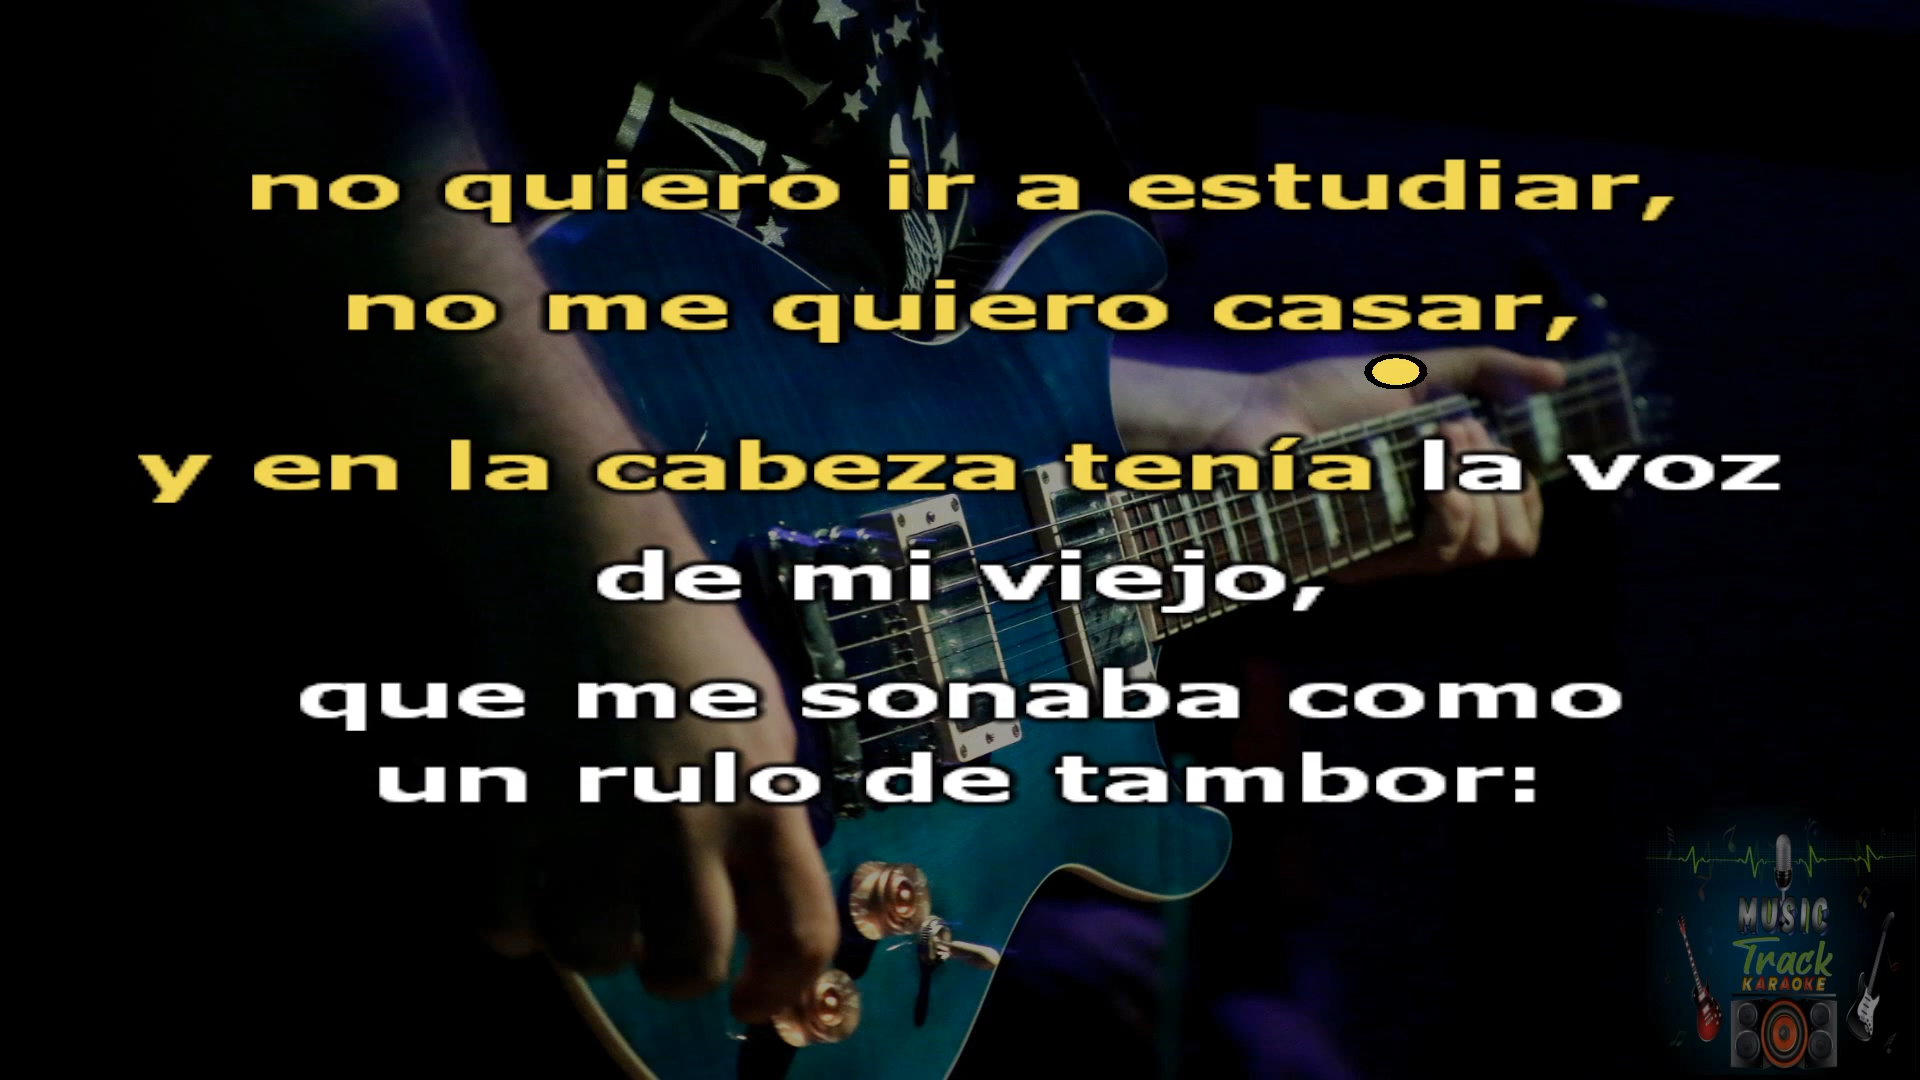 no quiero ir a estudiar,
no me quiero casar,
y en la cabeza tenía la voz
de mi viejo,
que me sonaba como
un rulo de tambor:
MUSIC
Track
KARAOKE